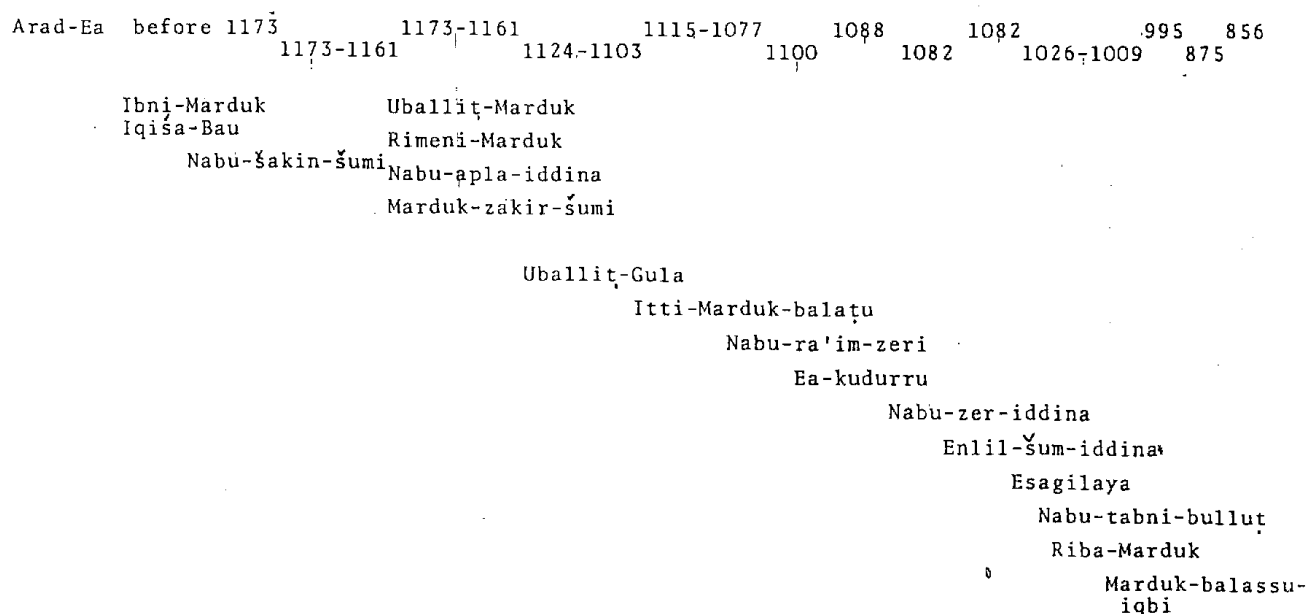 Arad-Ea before 1173 1173-1161 1115-1077 1088 1082 995 856
1173-1161 1124-1103 1100 1082 1026-1009 875
Ibni-Marduk Uballiṭ-Marduk
Iqiša-Bau
Rimeni-Marduk
Nabu-šakin-šumi
Nabu-apla-iddina
Marduk-zakir-šumi
Uballiṭ-Gula
Itti-Marduk-balaṭu
Nabu-ra'im-zeri
Ea-kudurru
Nabu-zer-iddina
Enlil-šum-iddina
Esagilaya
Nabu-tabni-bulluṭ
Riba-Marduk
Marduk-balassu-
iqbi